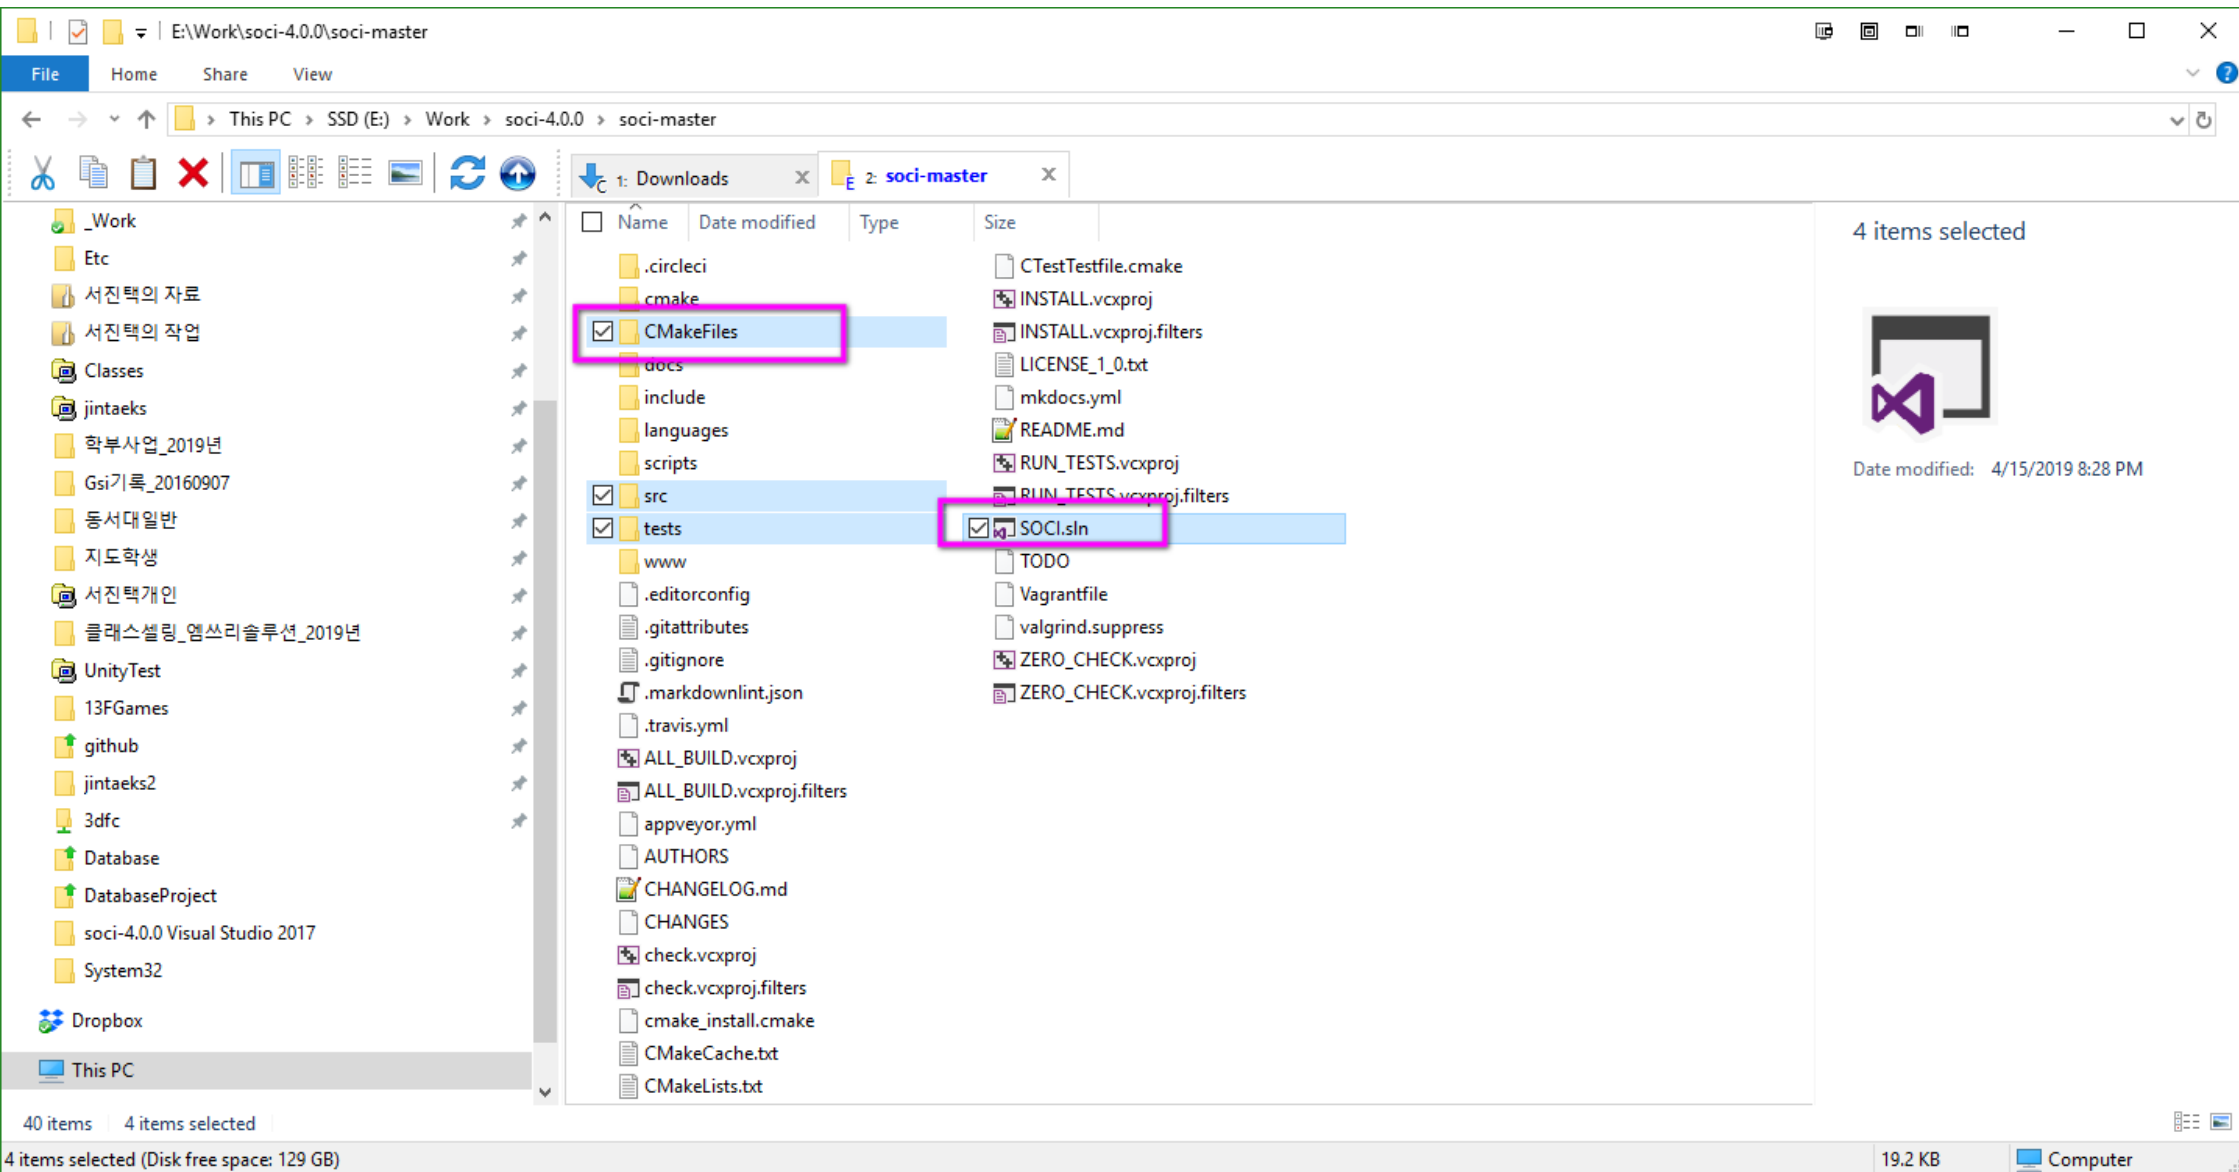 E:\Work\soci-4.0.0\soci-master
File Home Share View
This PC > SSD (E:) > Work > soci-4.0.0 > soci-master
1: Downloads
2: soci-master
_Work
Etc
서진택의 자료
서진택의 작업
Classes
jintaeks
학부사업_2019년
Gsi기록_20160907
동서대일반
지도학생
서진택개인
클래스셀링_엠쓰리솔루션_2019년
UnityTest
13FGames
github
jintaeks2
3dfc
Database
DatabaseProject
soci-4.0.0 Visual Studio 2017
System32
Dropbox
This PC
Name Date modified Type Size
.circleci
cmake
CMakeFiles
docs
include
languages
scripts
src
tests
www
.editorconfig
.gitattributes
.gitignore
.markdownlint.json
.travis.yml
ALL_BUILD.vcxproj
ALL_BUILD.vcxproj.filters
appveyor.yml
AUTHORS
CHANGELOG.md
CHANGES
check.vcxproj
check.vcxproj.filters
cmake_install.cmake
CMakeCache.txt
CMakeLists.txt
CTestTestfile.cmake
INSTALL.vcxproj
INSTALL.vcxproj.filters
LICENSE_1_0.txt
mkdocs.yml
README.md
RUN_TESTS.vcxproj
RUN_TESTS.vcxproj.filters
SOCI.sln
TODO
Vagrantfile
valgrind.suppress
ZERO_CHECK.vcxproj
ZERO_CHECK.vcxproj.filters
4 items selected
Date modified: 4/15/2019 8:28 PM
40 items 4 items selected
4 items selected (Disk free space: 129 GB)
19.2 KB
Computer